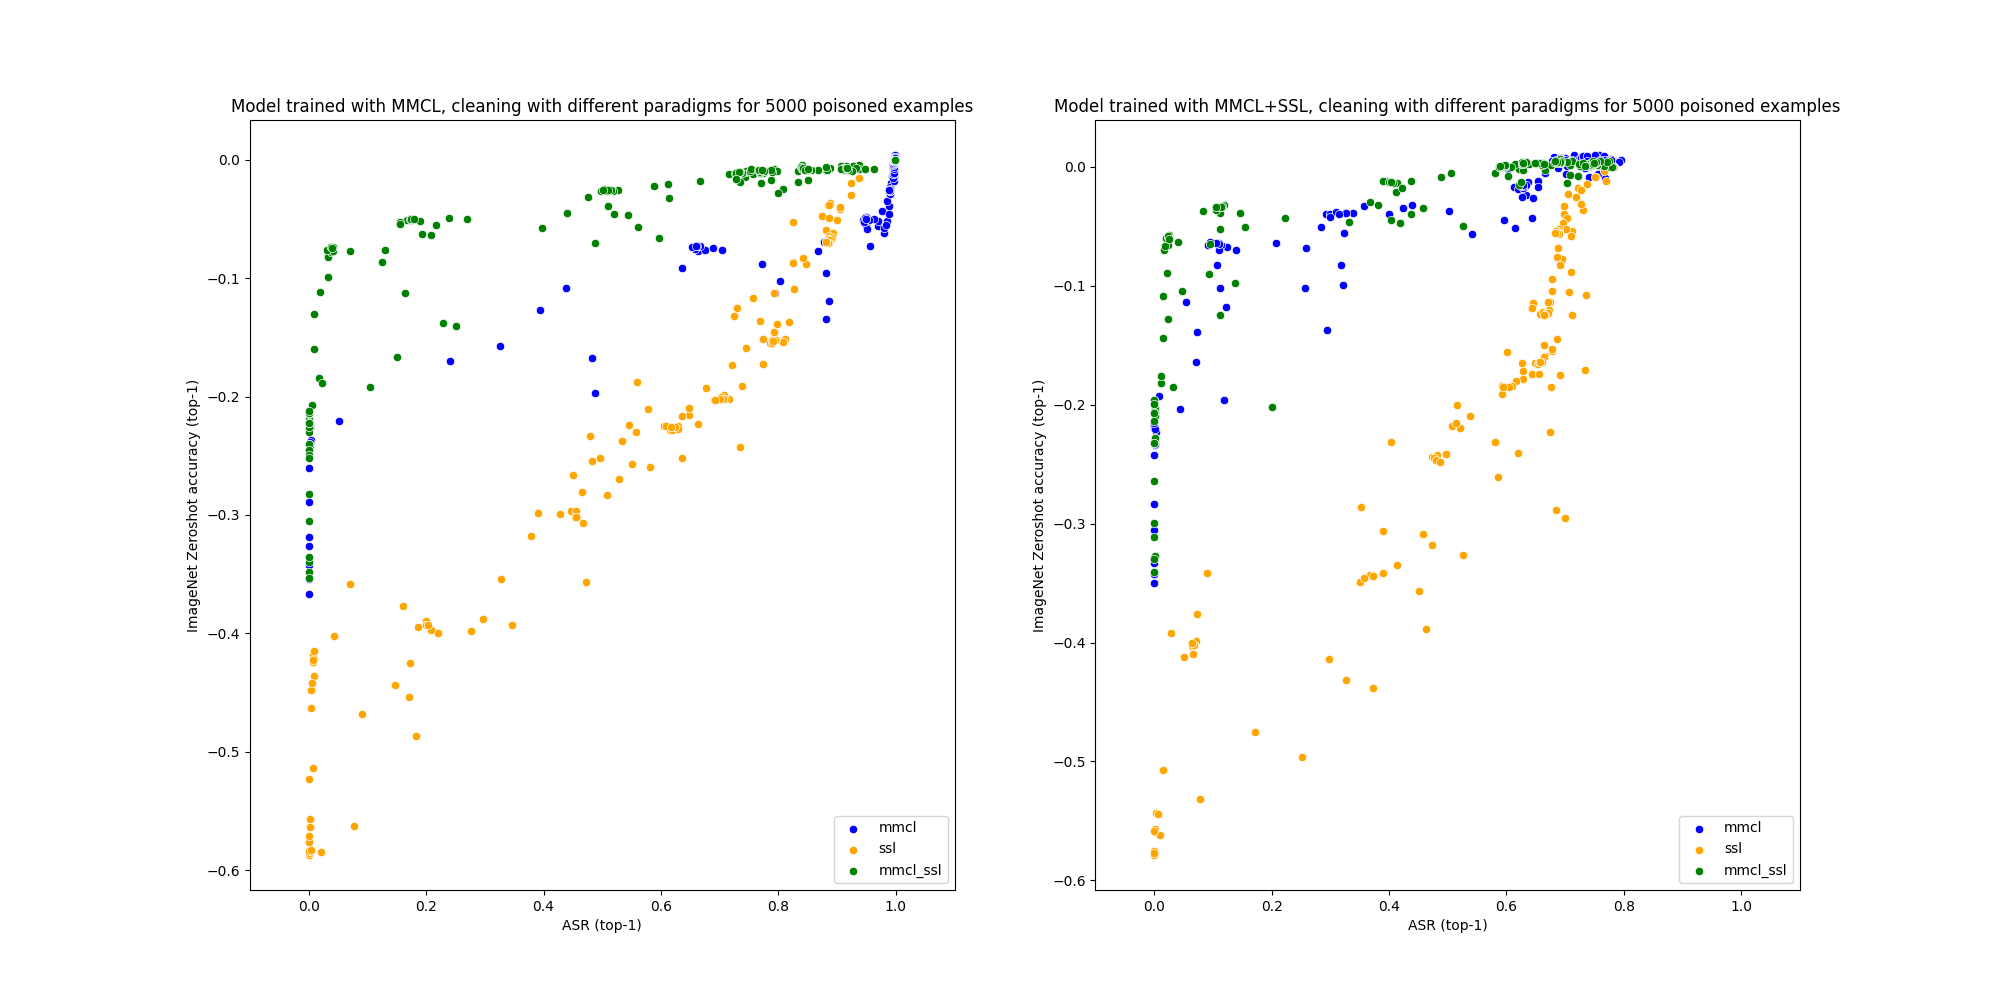 Model trained with MMCL, cleaning with different paradigms for 5000 poisoned examples
ImageNet Zeroshot accuracy (top-1)
0.0
−0.1
−0.2
−0.3
−0.4
−0.5
−0.6
0.0 0.2 0.4 0.6 0.8 1.0
ASR (top-1)
mmcl
ssl
mmcl_ssl
Model trained with MMCL+SSL, cleaning with different paradigms for 5000 poisoned examples
ImageNet Zeroshot accuracy (top-1)
0.0
−0.1
−0.2
−0.3
−0.4
−0.5
−0.6
0.0 0.2 0.4 0.6 0.8 1.0
ASR (top-1)
mmcl
ssl
mmcl_ssl